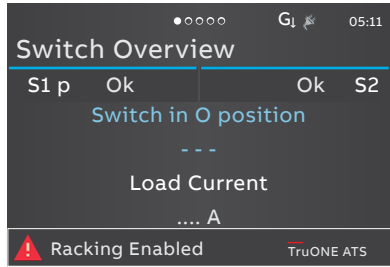 G↓ 05:11
Switch Overview
S1 p Ok Ok S2
Switch in O position
- - -
Load Current
.... A
Racking Enabled TruONE ATS